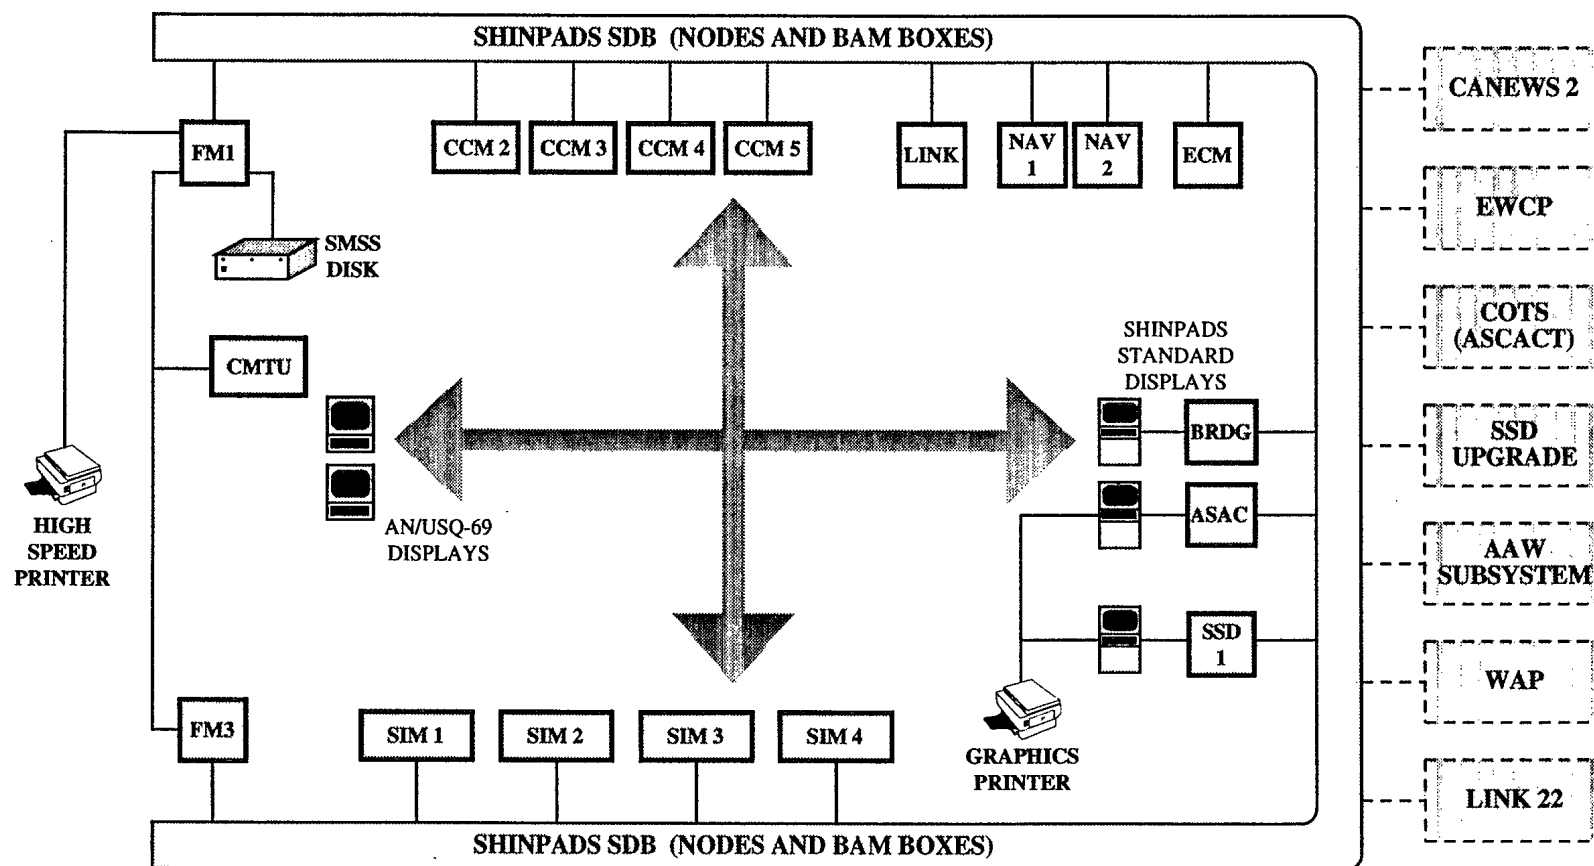 SHINPADS SDB (NODES AND BAM BOXES)
FM1
CCM 2
CCM 3
CCM 4
CCM 5
LINK
NAV
1
NAV
2
ECM
SMSS
DISK
CMTU
HIGH
SPEED
PRINTER
AN/USQ-69
DISPLAYS
SHINPADS
STANDARD
DISPLAYS
BRDG
ASAC
SSD
1
GRAPHICS
PRINTER
FM3
SIM 1
SIM 2
SIM 3
SIM 4
SHINPADS SDB (NODES AND BAM BOXES)
CANEWS 2
EWCP
COTS
(ASCACT)
SSD
UPGRADE
AAW
SUBSYSTEM
WAP
LINK 22